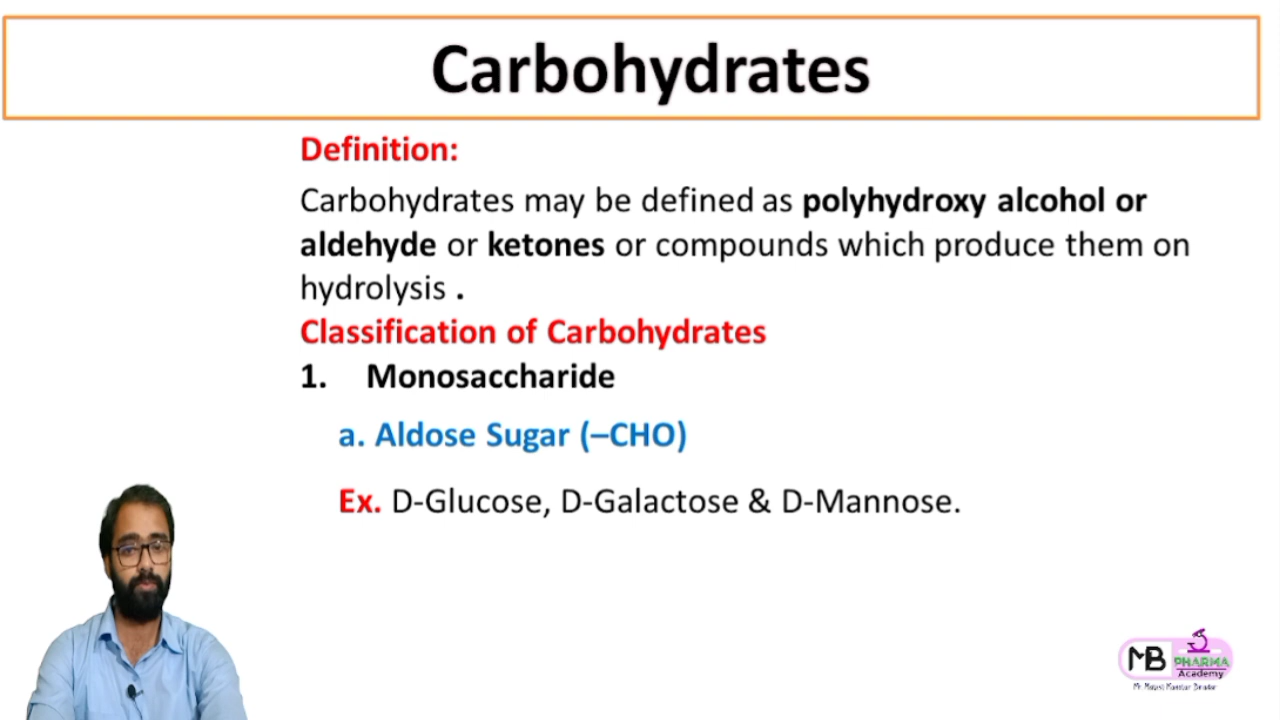 Carbohydrates
Definition:
Carbohydrates may be defined as polyhydroxy alcohol or
aldehyde or ketones or compounds which produce them on
hydrolysis .
Classification of Carbohydrates
1. Monosaccharide
a. Aldose Sugar (–CHO)
Ex. D-Glucose, D-Galactose & D-Mannose.
MB PHARMA
Academy